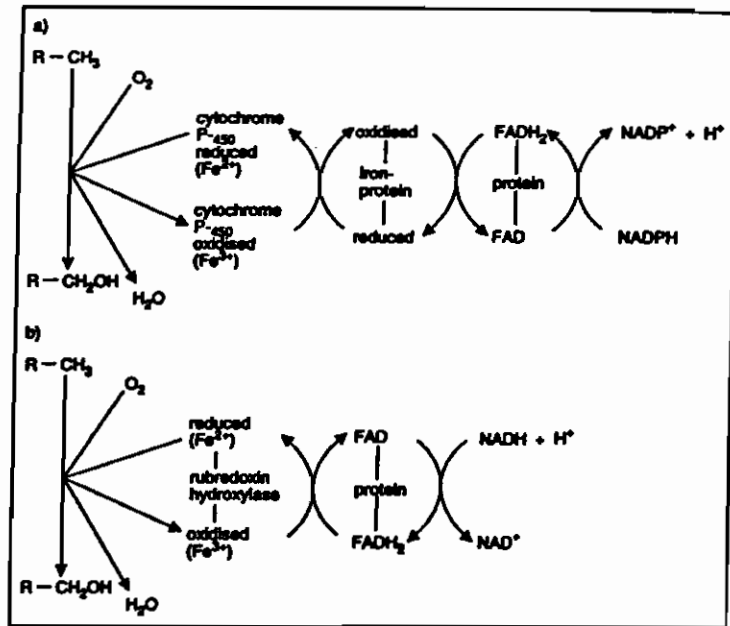 a)
R – CH₃
O₂
cytochrome
P-₄₅₀
reduced
(Fe²⁺)
cytochrome
P-₄₅₀
oxidised
(Fe³⁺)
oxidised
iron-
protein
reduced
FADH₂
protein
FAD
NADP⁺ + H⁺
NADPH
R – CH₂OH
H₂O
b)
R – CH₃
O₂
reduced
(Fe²⁺)
rubredoxin
hydroxylase
oxidised
(Fe³⁺)
FAD
protein
FADH₂
NADH + H⁺
NAD⁺
R – CH₂OH
H₂O